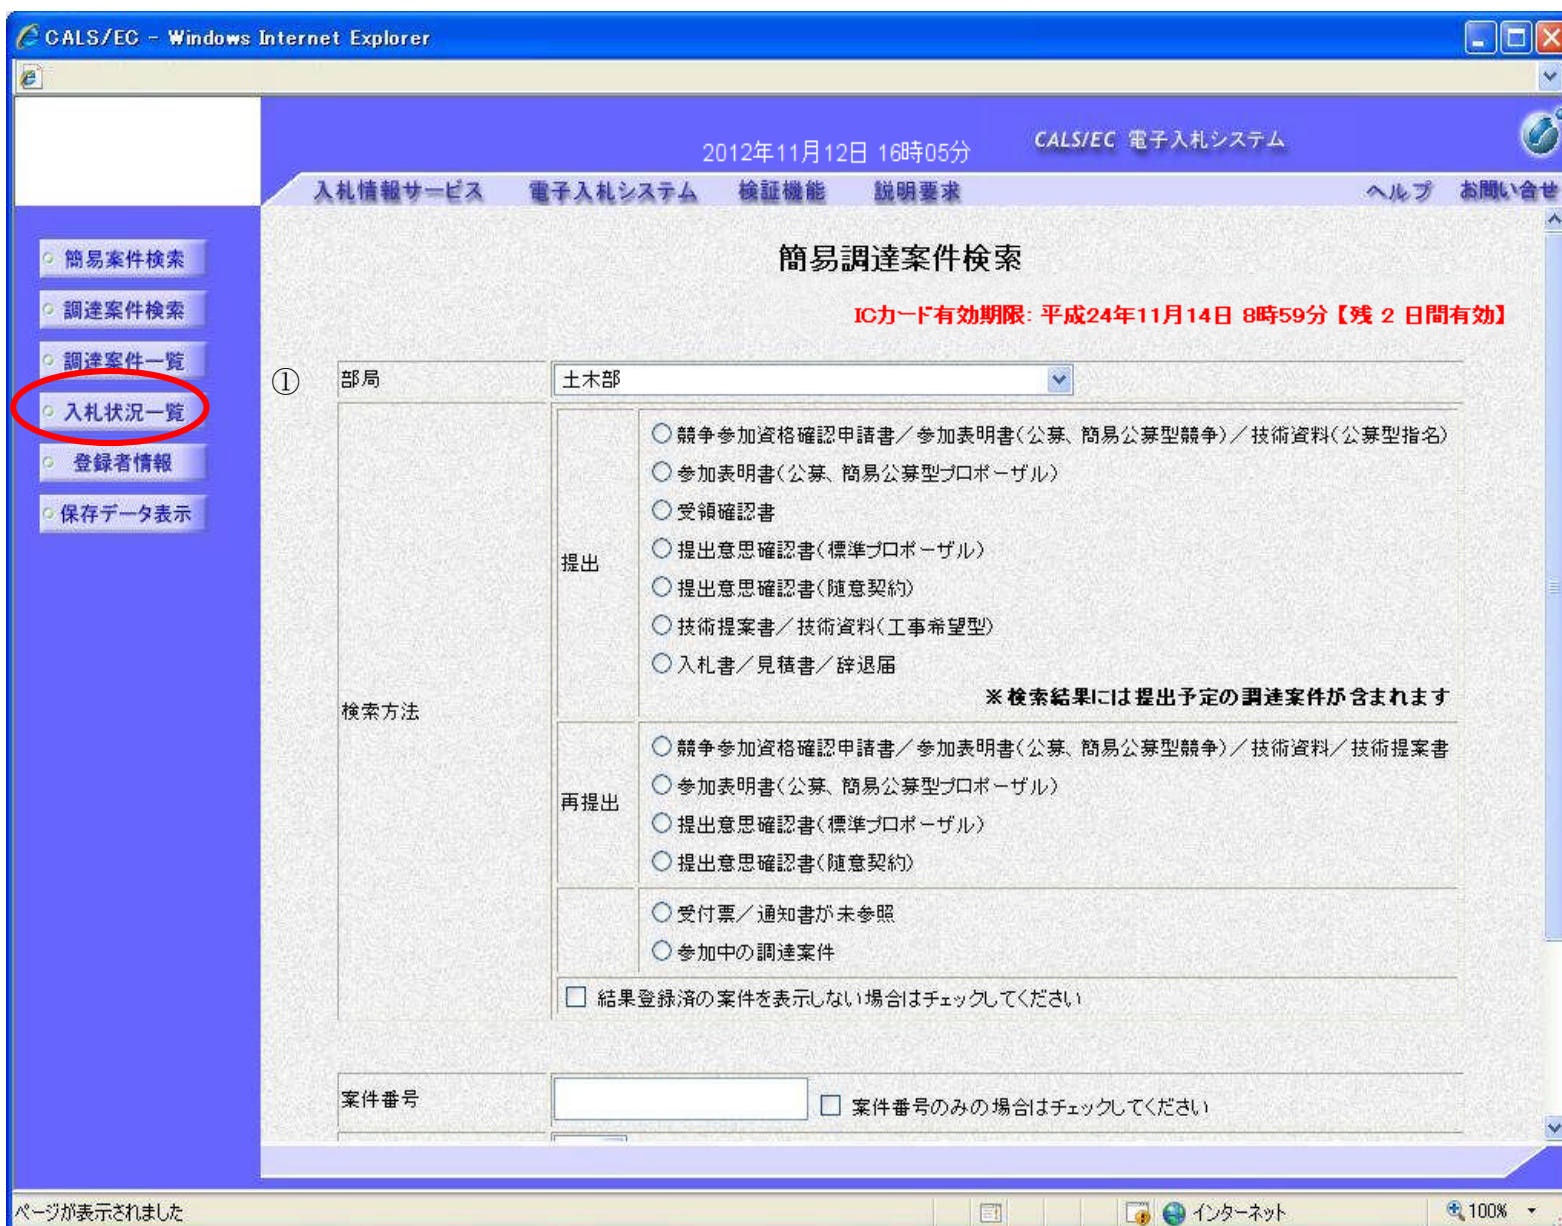 CALS/EC - Windows Internet Explorer
2012年11月12日 16時05分
CALS/EC 電子入札システム
入札情報サービス 電子入札システム 検証機能 説明要求 ヘルプ お問い合せ
簡易案件検索
調達案件検索
調達案件一覧
入札状況一覧
登録者情報
保存データ表示
簡易調達案件検索
ICカード有効期限: 平成24年11月14日 8時59分【残 2 日間有効】
① 部局 土木部
検索方法
提出
競争参加資格確認申請書／参加表明書(公募、簡易公募型競争)／技術資料(公募型指名)
参加表明書(公募、簡易公募型プロポーザル)
受領確認書
提出意思確認書(標準プロポーザル)
提出意思確認書(随意契約)
技術提案書／技術資料(工事希望型)
入札書／見積書／辞退届
※検索結果には提出予定の調達案件が含まれます
再提出
競争参加資格確認申請書／参加表明書(公募、簡易公募型競争)／技術資料／技術提案書
参加表明書(公募、簡易公募型プロポーザル)
提出意思確認書(標準プロポーザル)
提出意思確認書(随意契約)
受付票／通知書が未参照
参加中の調達案件
結果登録済の案件を表示しない場合はチェックしてください
案件番号 案件番号のみの場合はチェックしてください
ページが表示されました インターネット 100%